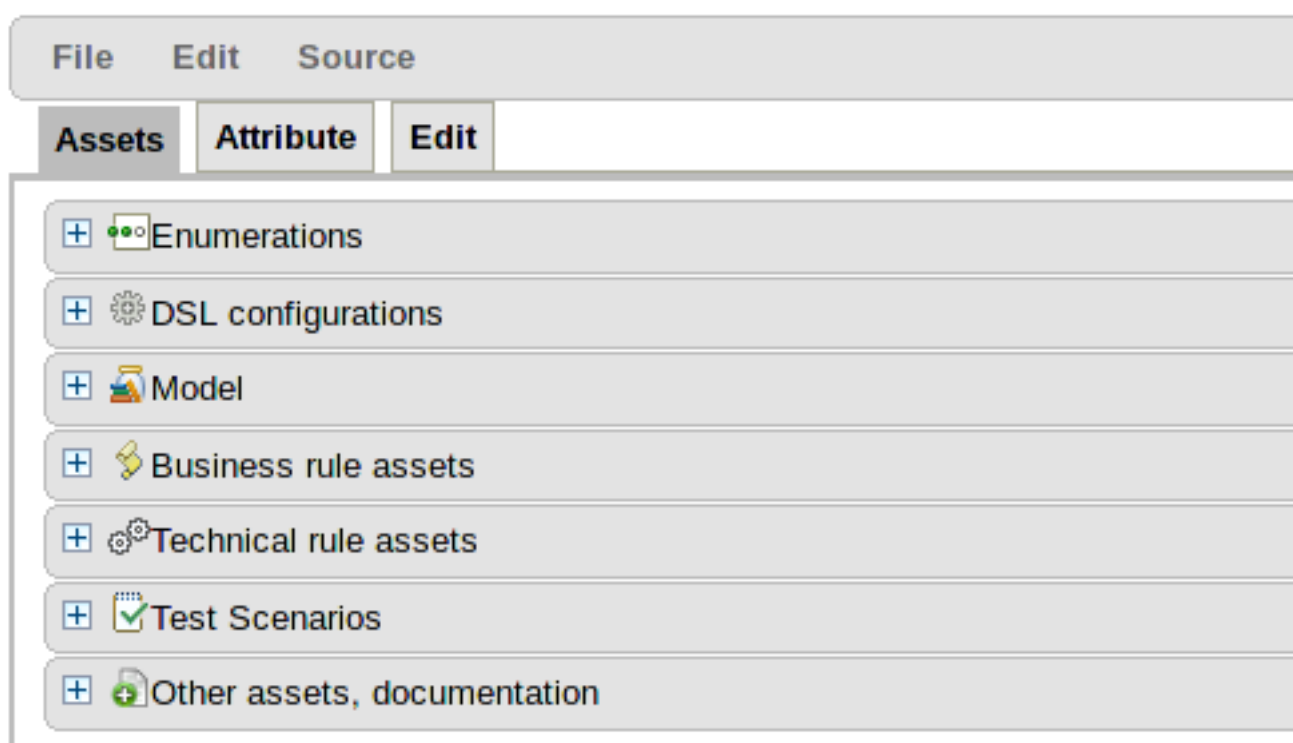 File Edit Source
Assets Attribute Edit
Enumerations
DSL configurations
Model
Business rule assets
Technical rule assets
Test Scenarios
Other assets, documentation